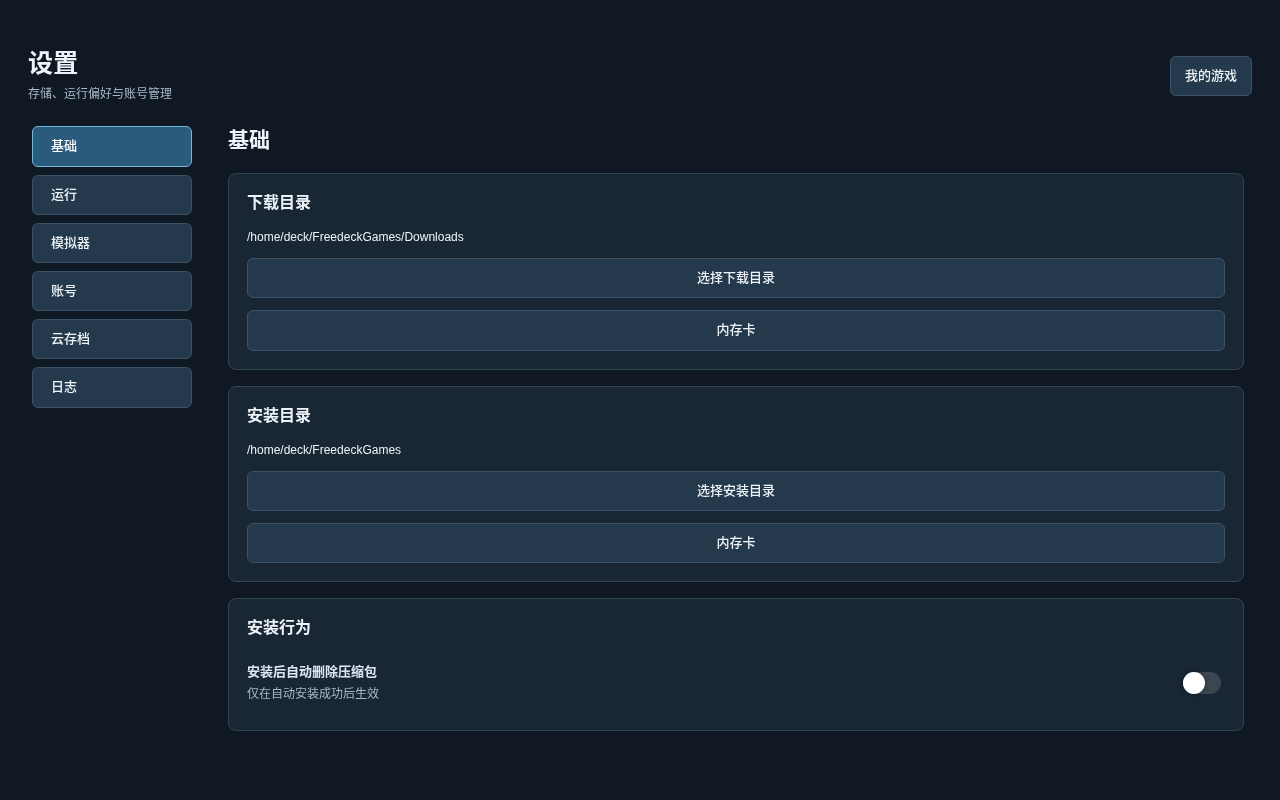 设置
存储、运行偏好与账号管理
我的游戏
基础
运行
模拟器
账号
云存档
日志
基础
下载目录
/home/deck/FreedeckGames/Downloads
选择下载目录
内存卡
安装目录
/home/deck/FreedeckGames
选择安装目录
内存卡
安装行为
安装后自动删除压缩包
仅在自动安装成功后生效